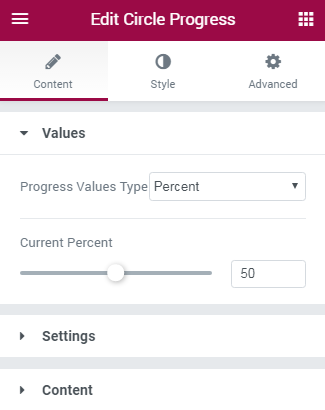 Edit Circle Progress
Content Style Advanced
Values
Progress Values Type Percent
Current Percent
50
Settings
Content